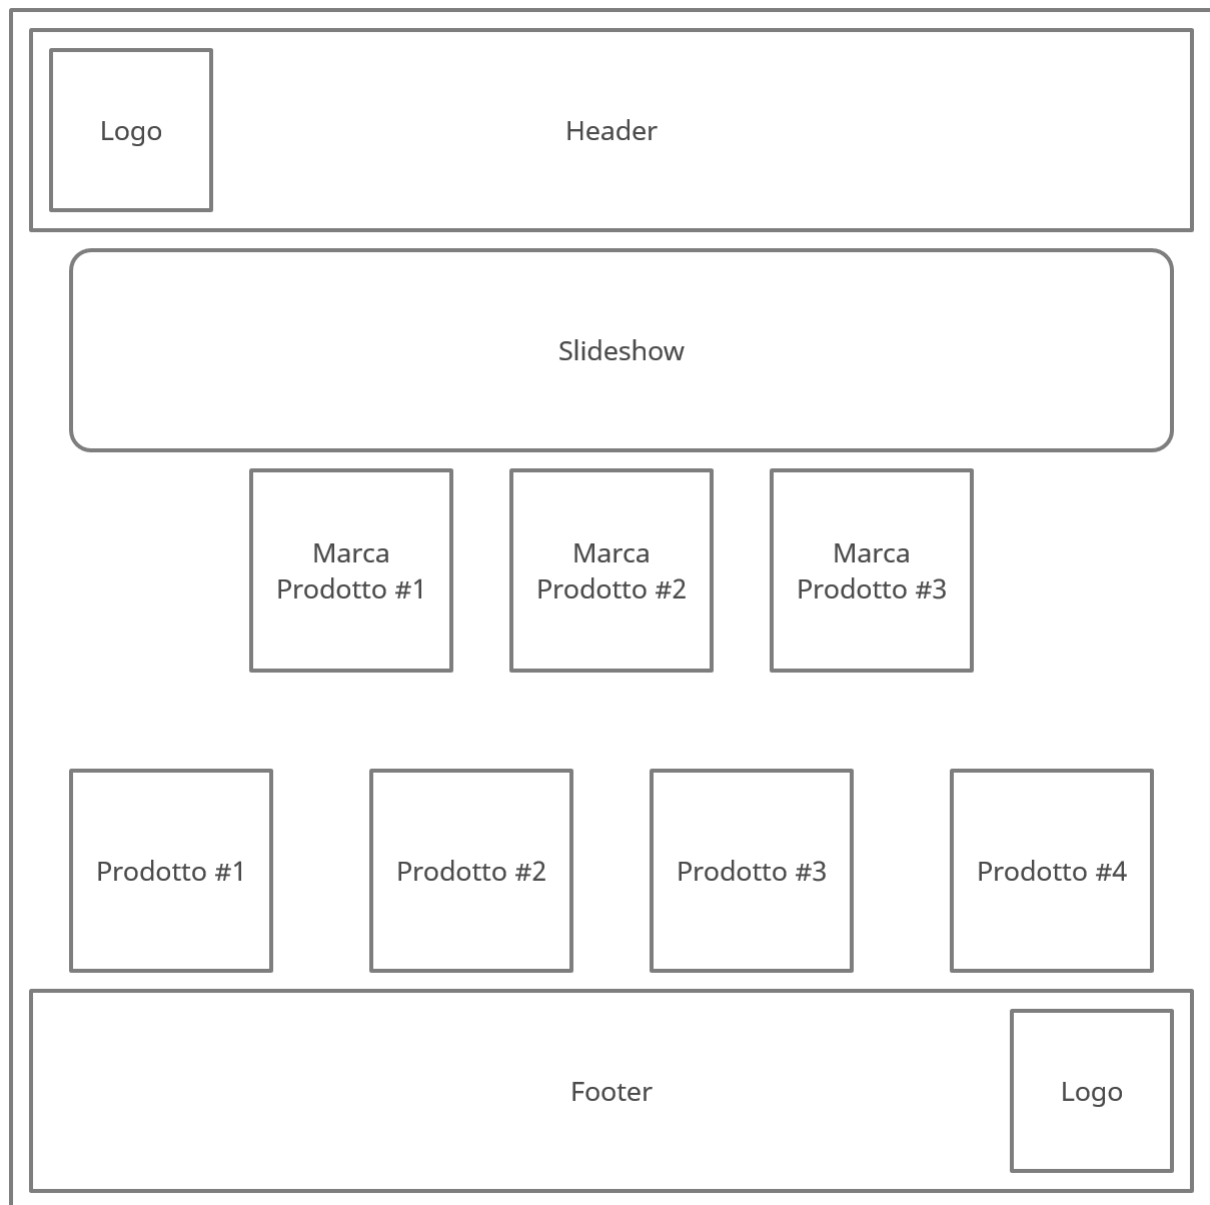 Logo
Header
Slideshow
Marca
Prodotto #1
Marca
Prodotto #2
Marca
Prodotto #3
Prodotto #1
Prodotto #2
Prodotto #3
Prodotto #4
Footer
Logo